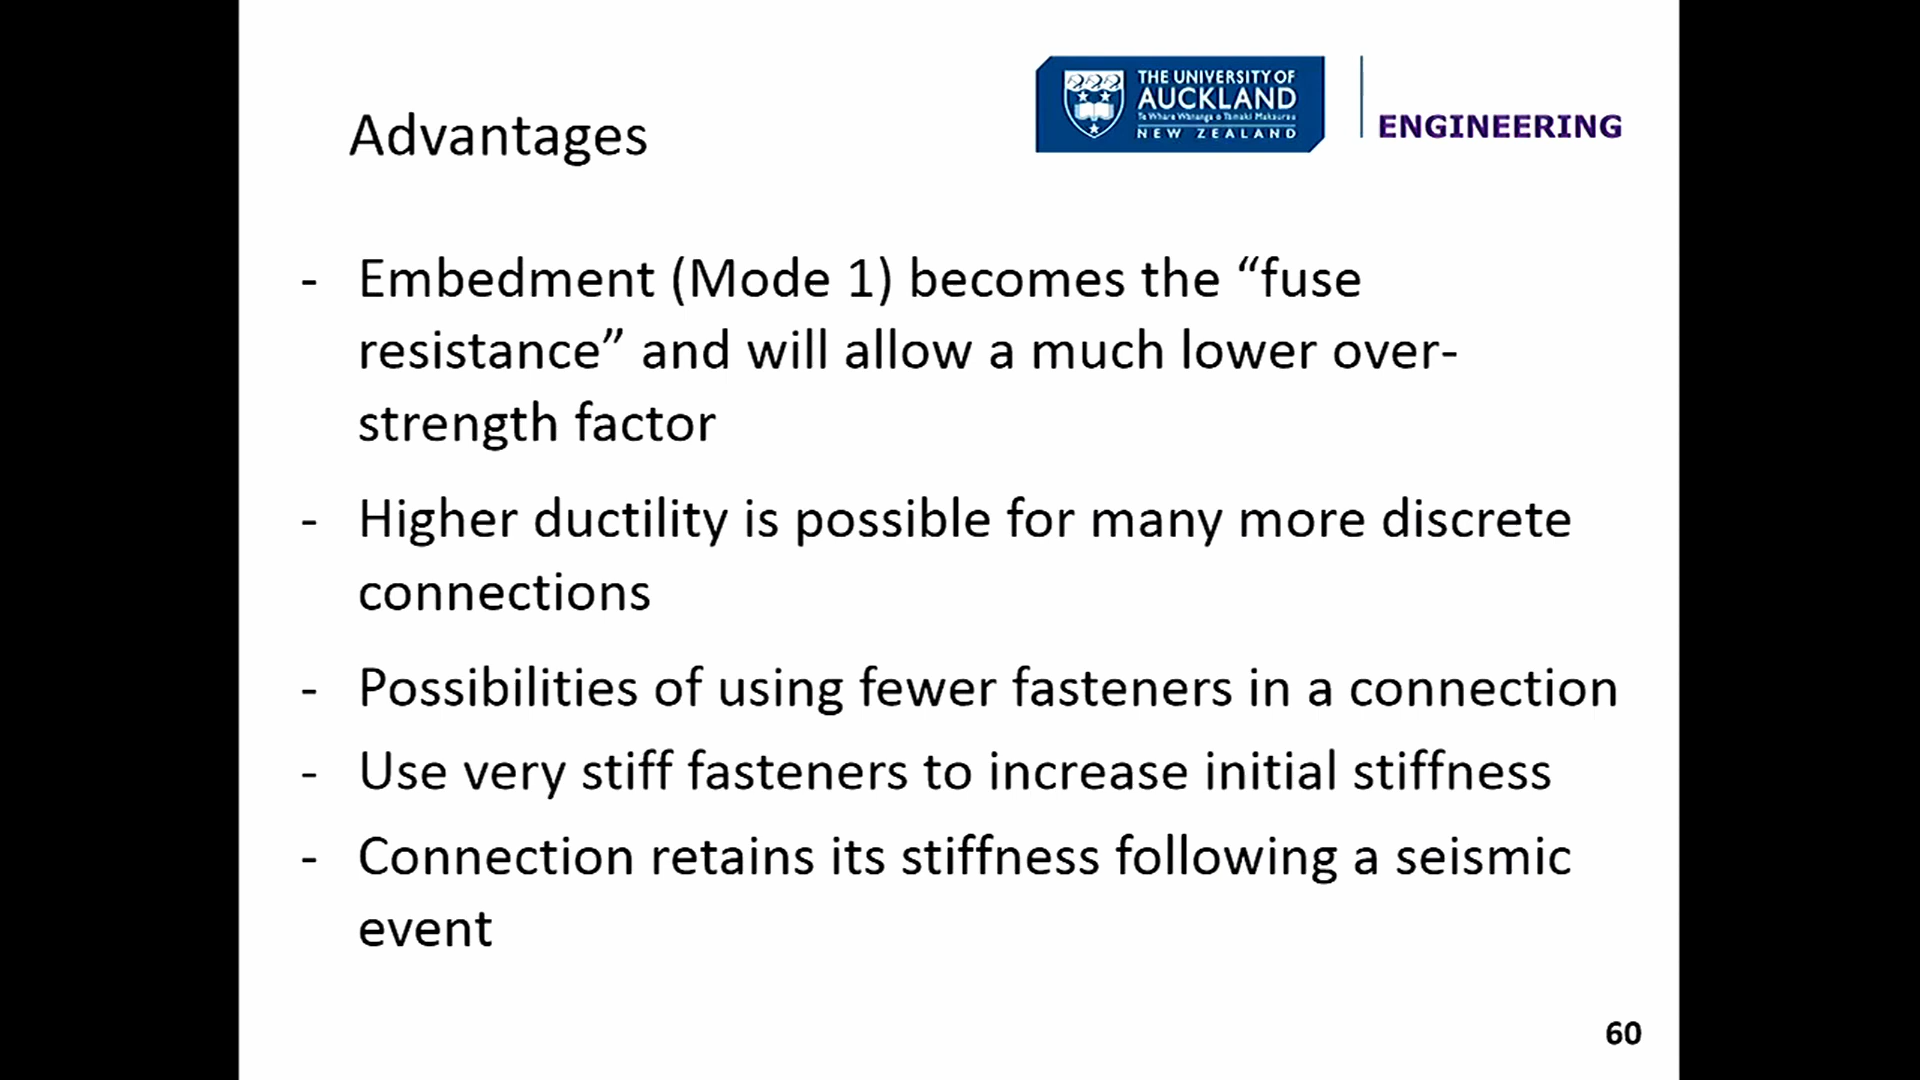 THE UNIVERSITY OF
AUCKLAND
Te Whare Wānanga o Tāmaki Makaurau
NEW ZEALAND
ENGINEERING
Advantages
- Embedment (Mode 1) becomes the “fuse
resistance” and will allow a much lower over-
strength factor
- Higher ductility is possible for many more discrete
connections
- Possibilities of using fewer fasteners in a connection
- Use very stiff fasteners to increase initial stiffness
- Connection retains its stiffness following a seismic
event
60